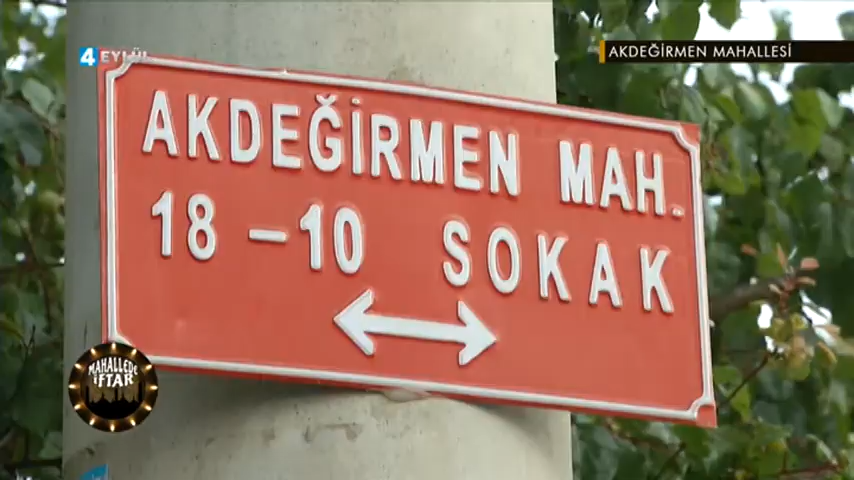 4 EYLÜL
AKDEĞİRMEN MAHALLESİ
AKDEĞİRMEN MAH.
18 - 10 SOKAK
MAHALLEDE
İFTAR